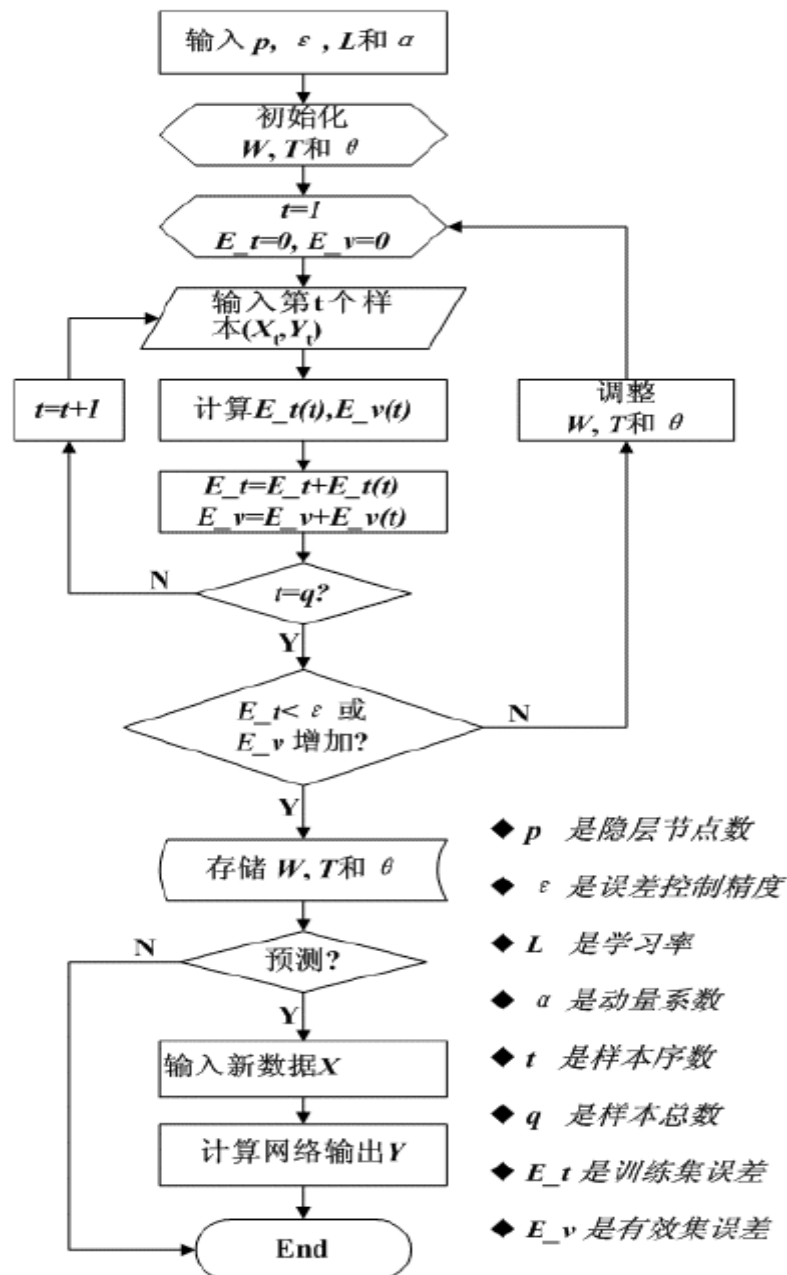 输入 p, ε, L和 α
初始化
W, T和 θ
t=1
E_t=0, E_v=0
输入第t个样
本(Xt,Yt)
t=t+1
计算E_t(t),E_v(t)
调整
W, T和 θ
E_t=E_t+E_t(t)
E_v=E_v+E_v(t)
N
t=q?
Y
E_t< ε 或
E_v 增加?
N
Y
存储 W, T和 θ
N
预测?
Y
输入新数据X
计算网络输出Y
End
◆ p 是隐层节点数
◆ ε 是误差控制精度
◆ L 是学习率
◆ α 是动量系数
◆ t 是样本序数
◆ q 是样本总数
◆ E_t 是训练集误差
◆ E_v 是有效集误差